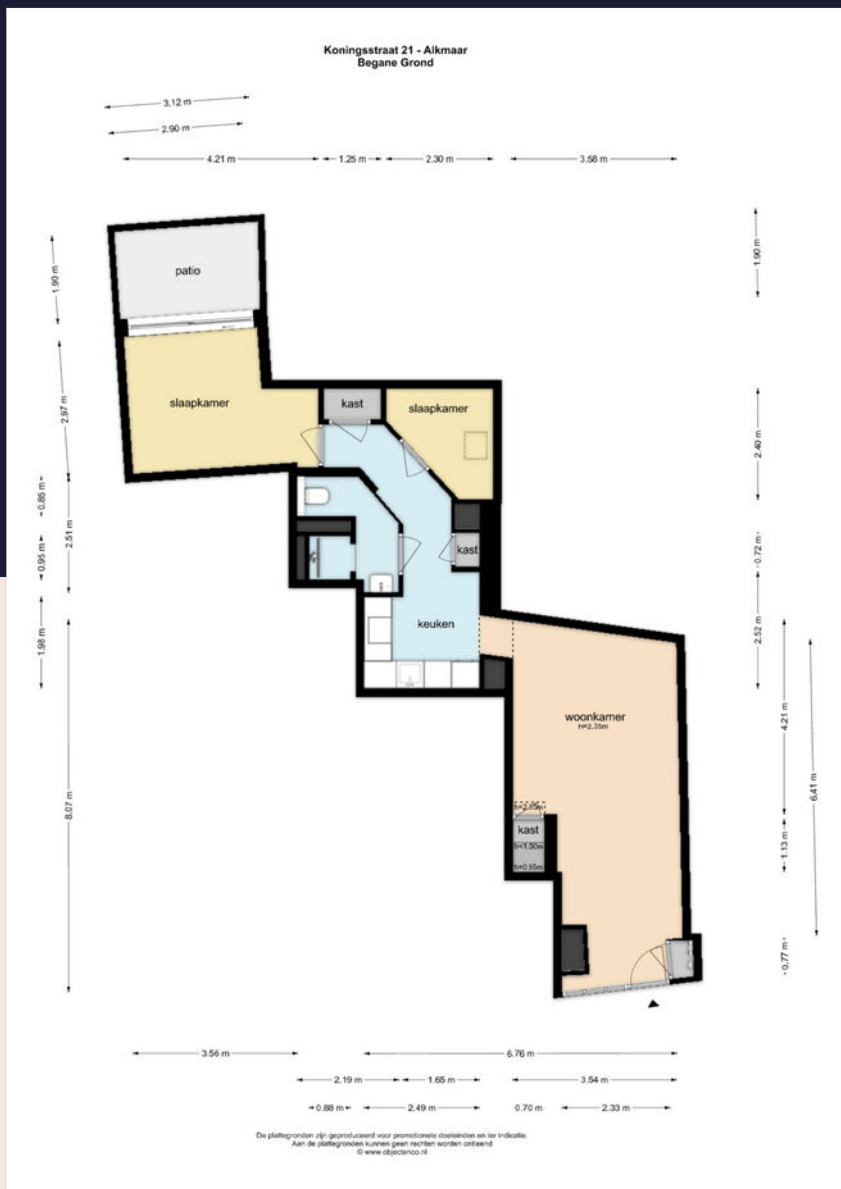 Koningsstraat 21 - Alkmaar
Begane Grond
3.12 m
2.90 m
4.21 m
1.25 m
2.30 m
3.58 m
patio
1.90 m
1.90 m
slaapkamer
kast
slaapkamer
2.97 m
2.40 m
0.85 m
2.51 m
0.95 m
kast
0.72 m
keuken
1.98 m
2.52 m
woonkamer
h=2.35m
4.21 m
6.41 m
8.07 m
kast
h<1.50m
h=0.95m
1.13 m
0.77 m
3.56 m
6.76 m
2.19 m
1.65 m
3.54 m
0.88 m
2.49 m
0.70 m
2.33 m
De plattegronden zijn geproduceerd voor promotionele doeleinden en ter indicatie.
Aan de plattegronden kunnen geen rechten worden ontleend
© www.objectenco.nl